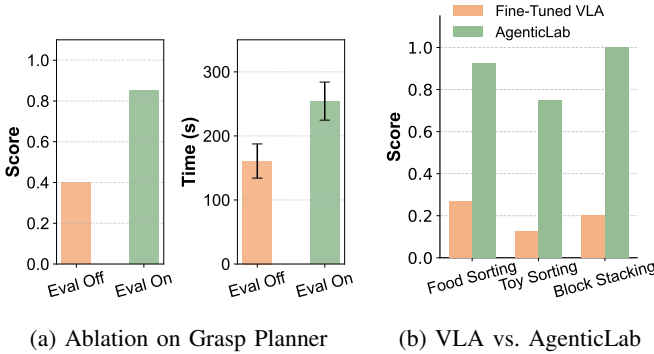 Score
1.0
0.8
0.6
0.4
0.2
0.0
Eval Off
Eval On
Time (s)
300
200
100
0
Eval Off
Eval On
(a) Ablation on Grasp Planner
Fine-Tuned VLA
AgenticLab
Score
1.0
0.8
0.6
0.4
0.2
0.0
Food Sorting
Toy Sorting
Block Stacking
(b) VLA vs. AgenticLab